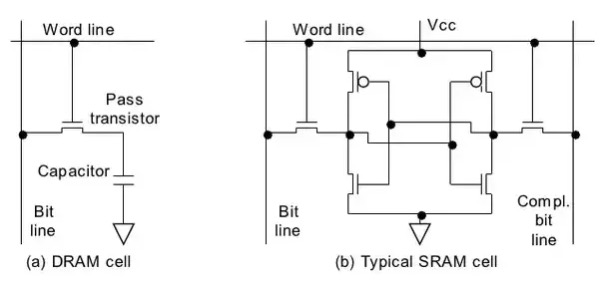 Word line
Pass
transistor
Capacitor
Bit
line
(a) DRAM cell
Word line
Vcc
Bit
line
Compl.
bit
line
(b) Typical SRAM cell